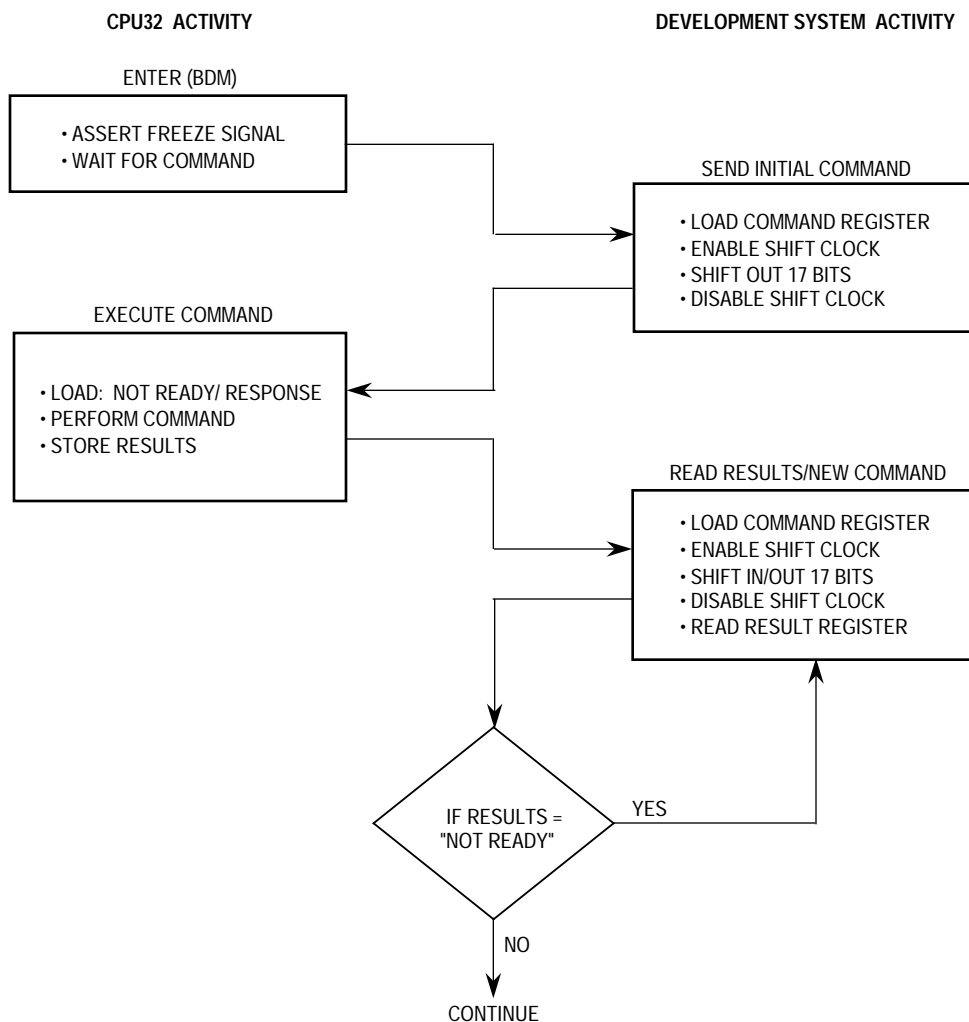 CPU32 ACTIVITY
DEVELOPMENT SYSTEM ACTIVITY
ENTER (BDM)
• ASSERT FREEZE SIGNAL
• WAIT FOR COMMAND
SEND INITIAL COMMAND
• LOAD COMMAND REGISTER
• ENABLE SHIFT CLOCK
• SHIFT OUT 17 BITS
• DISABLE SHIFT CLOCK
EXECUTE COMMAND
• LOAD: NOT READY/ RESPONSE
• PERFORM COMMAND
• STORE RESULTS
READ RESULTS/NEW COMMAND
• LOAD COMMAND REGISTER
• ENABLE SHIFT CLOCK
• SHIFT IN/OUT 17 BITS
• DISABLE SHIFT CLOCK
• READ RESULT REGISTER
IF RESULTS =
"NOT READY"
YES
NO
CONTINUE